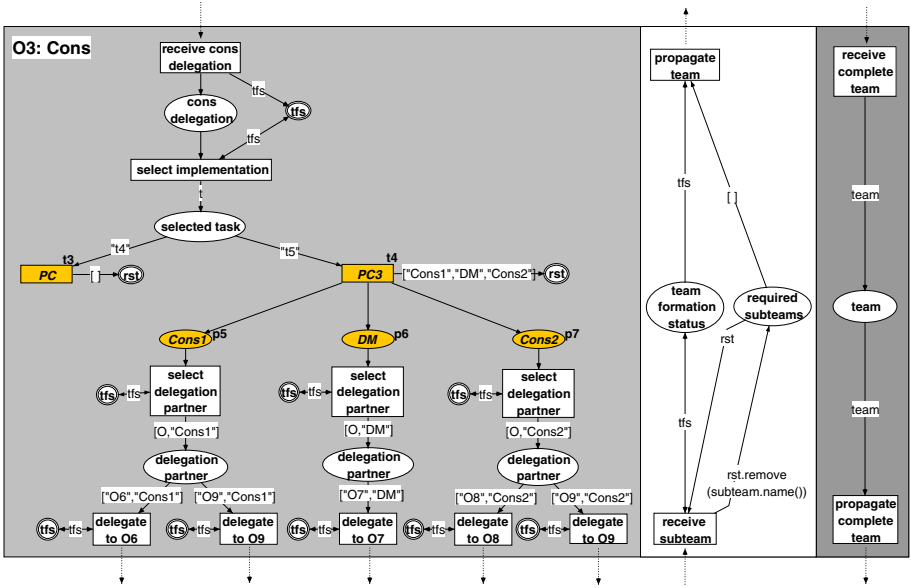 O3: Cons
receive cons
delegation
tfs
cons
delegation
tfs
tfs
select implementation
t
selected task
"t4"
"t5"
t3
PC
[ ]
rst
t4
PC3
["Cons1","DM","Cons2"]
rst
Cons1
p5
DM
p6
Cons2
p7
tfs
tfs
select
delegation
partner
tfs
tfs
select
delegation
partner
tfs
tfs
select
delegation
partner
[O,"Cons1"]
[O,"DM"]
[O,"Cons2"]
delegation
partner
delegation
partner
delegation
partner
["O6","Cons1"]
["O9","Cons1"]
["O7","DM"]
["O8","Cons2"]
["O9","Cons2"]
tfs
tfs
delegate
to O6
tfs
tfs
delegate
to O9
tfs
tfs
delegate
to O7
tfs
tfs
delegate
to O8
tfs
tfs
delegate
to O9
propagate
team
tfs
[ ]
team
formation
status
required
subteams
rst
tfs
rst.remove
(subteam.name())
receive
subteam
receive
complete
team
team
team
team
propagate
complete
team